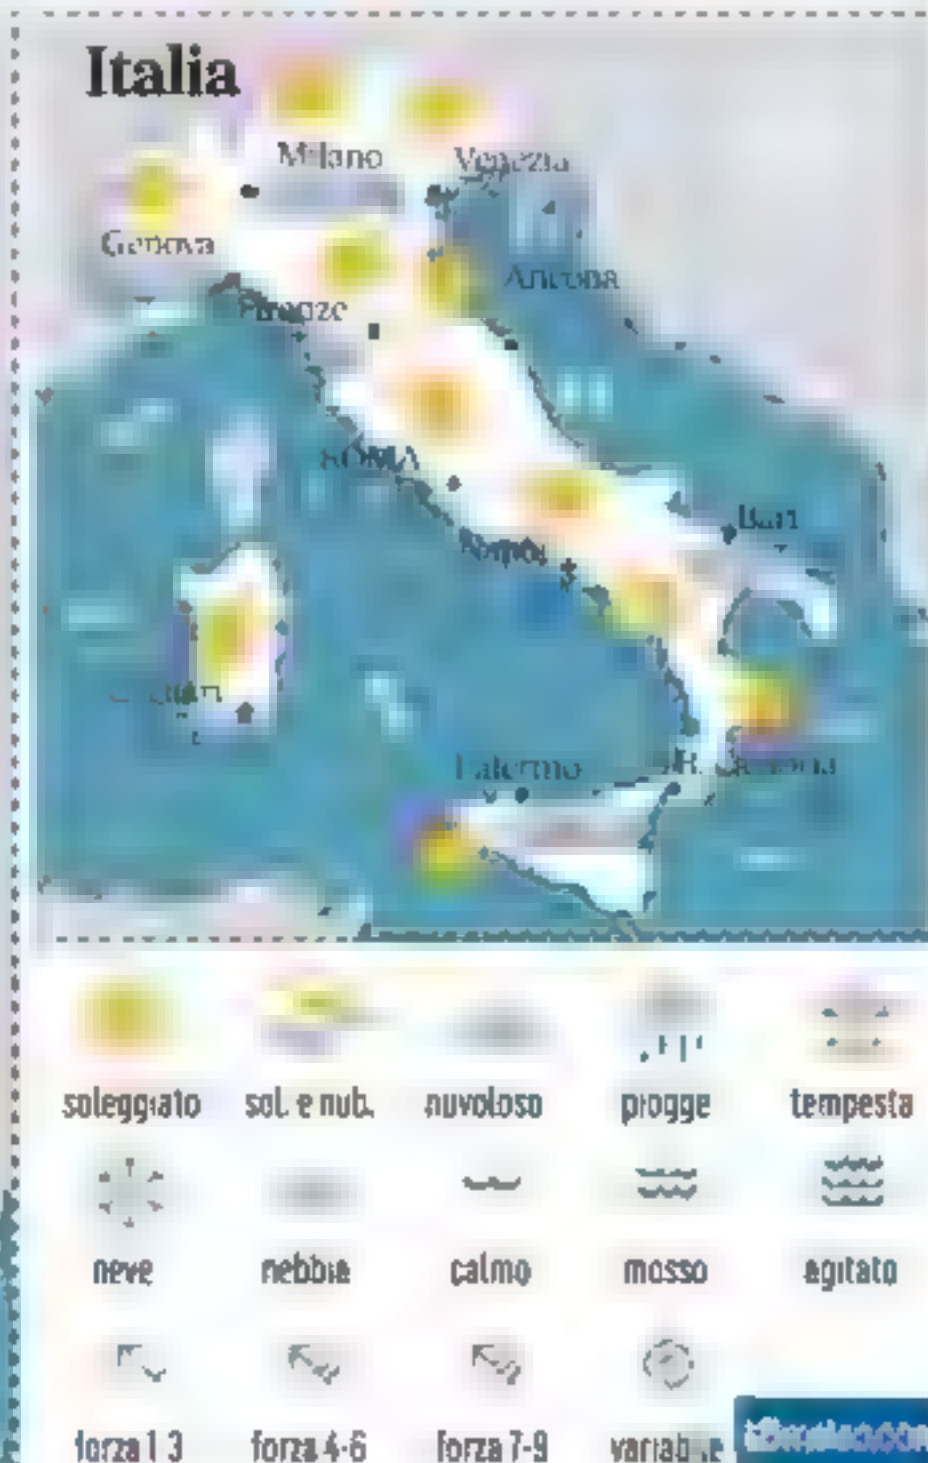 Italia
Milano
Venezia
Genova
Ancona
Firenze
ROMA
Bari
Napoli
Palermo
soleggiato sol. e nub. nuvoloso piogge tempesta
neve nebbia calmo mosso agitato
forza 1-3 forza 4-6 forza 7-9 variabile